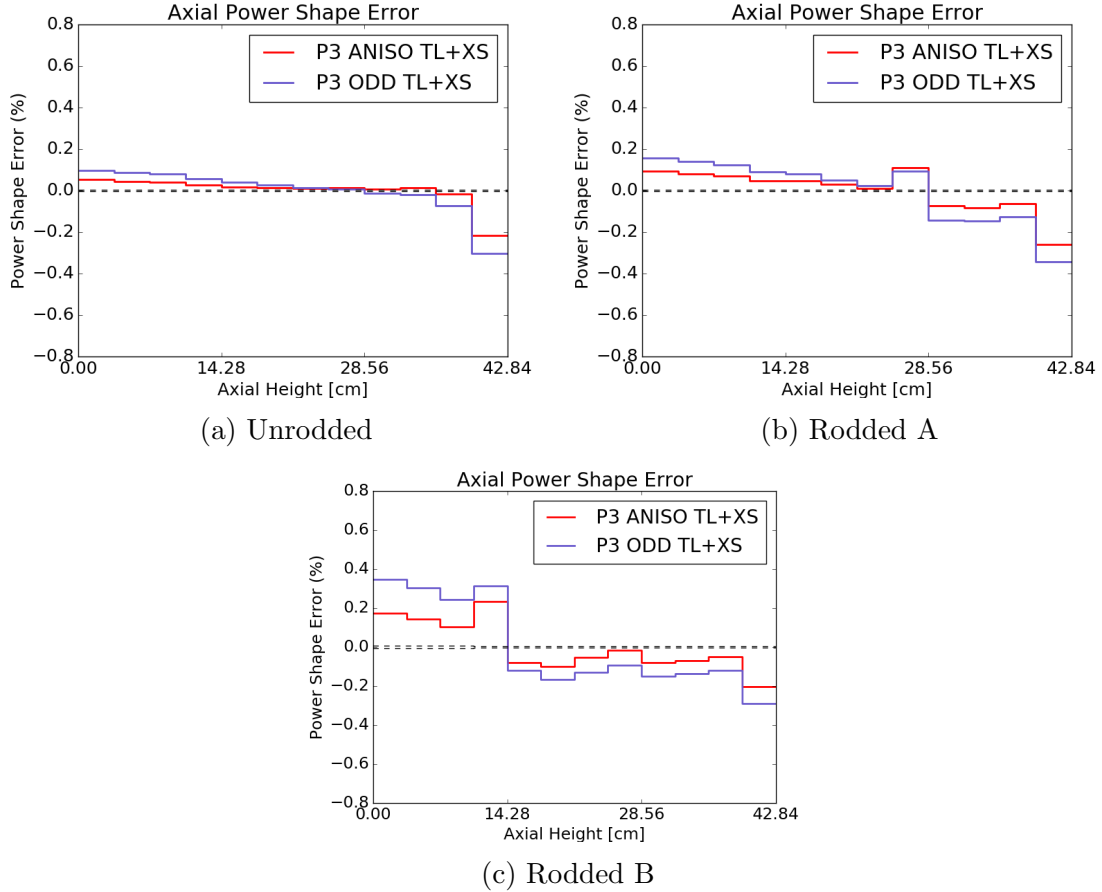 Axial Power Shape Error
P3 ANISO TL+XS
P3 ODD TL+XS
Power Shape Error (%)
0.8
0.6
0.4
0.2
0.0
−0.2
−0.4
−0.6
−0.8
0.00 14.28 28.56 42.84
Axial Height [cm]
(a) Unrodded
Axial Power Shape Error
P3 ANISO TL+XS
P3 ODD TL+XS
Power Shape Error (%)
0.8
0.6
0.4
0.2
0.0
−0.2
−0.4
−0.6
−0.8
0.00 14.28 28.56 42.84
Axial Height [cm]
(b) Rodded A
Axial Power Shape Error
P3 ANISO TL+XS
P3 ODD TL+XS
Power Shape Error (%)
0.8
0.6
0.4
0.2
0.0
−0.2
−0.4
−0.6
−0.8
0.00 14.28 28.56 42.84
Axial Height [cm]
(c) Rodded B